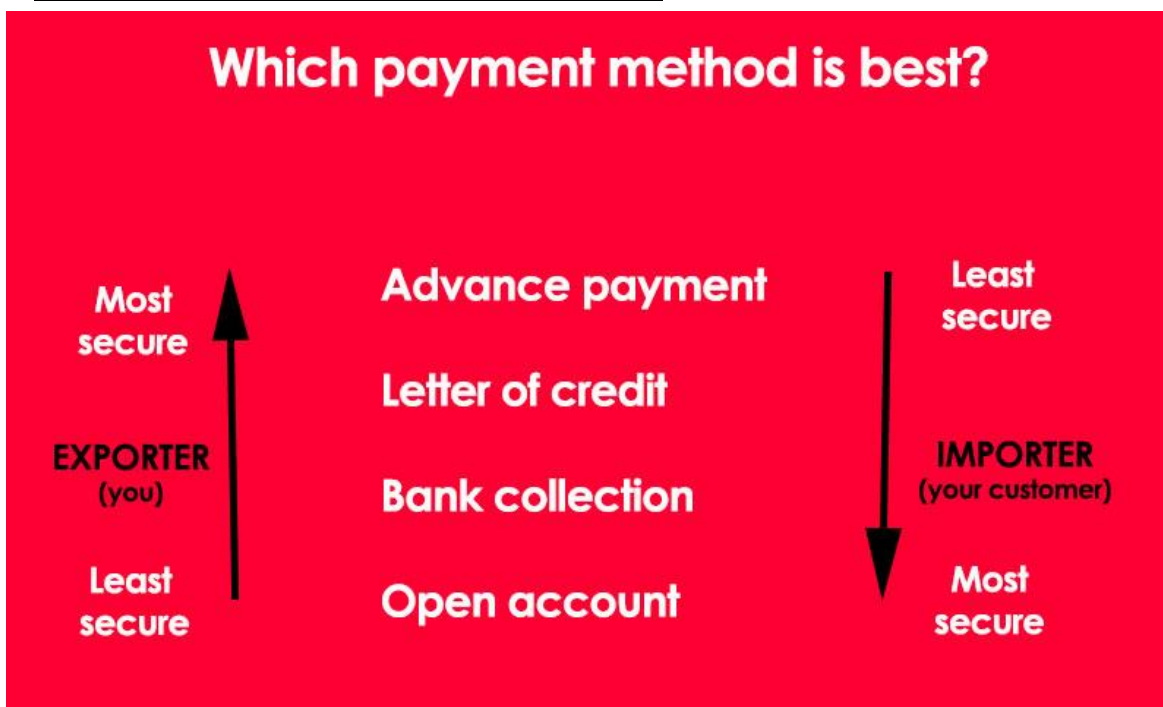 Which payment method is best?
Most
secure
EXPORTER
(you)
Least
secure
Advance payment
Letter of credit
Bank collection
Open account
Least
secure
IMPORTER
(your customer)
Most
secure